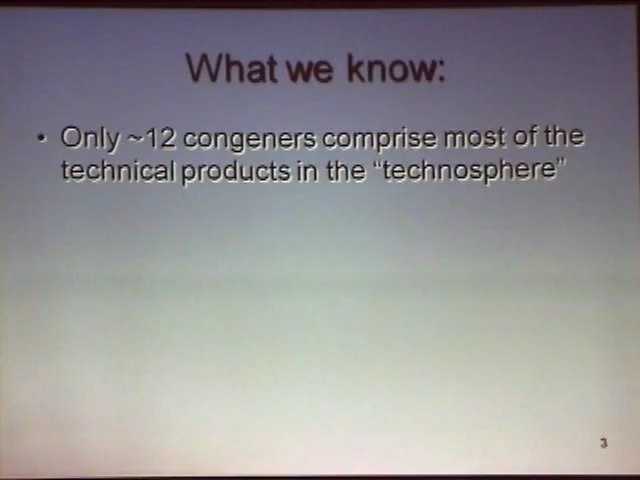 What we know:
• Only ~12 congeners comprise most of the
technical products in the “technosphere”
3